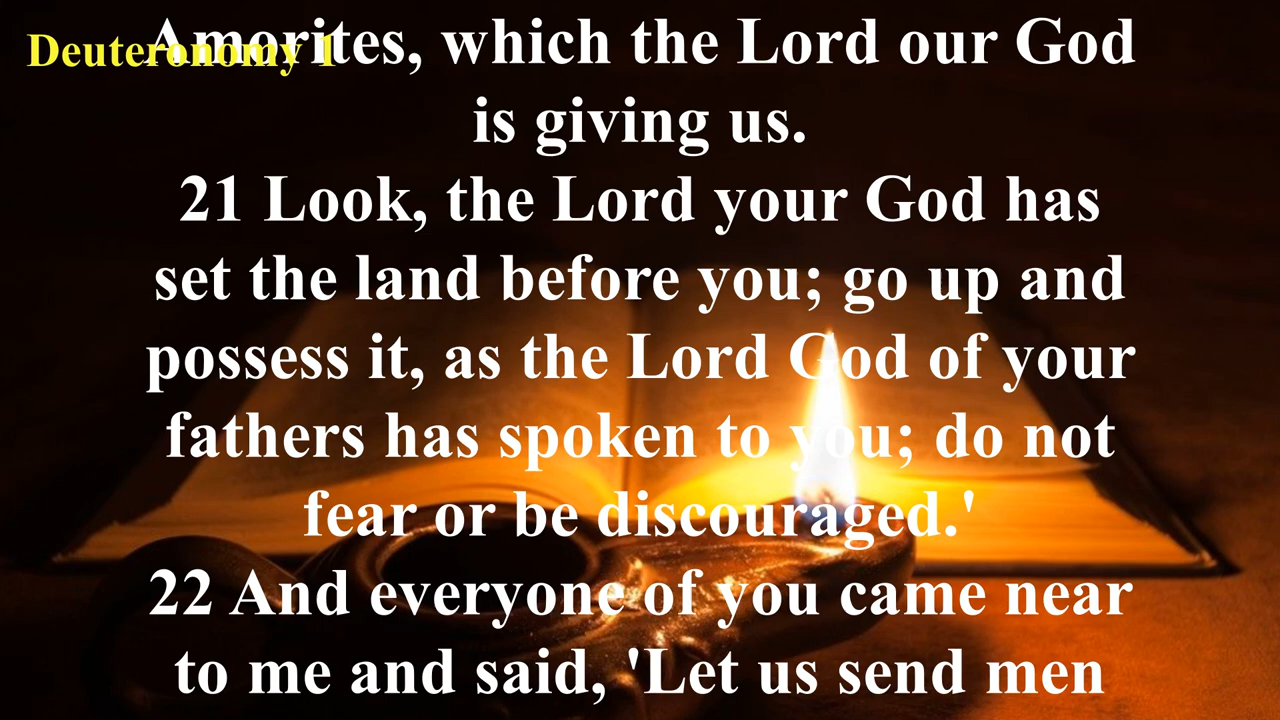 Deuteronomy 1
Amorites, which the Lord our God
is giving us.
21 Look, the Lord your God has
set the land before you; go up and
possess it, as the Lord God of your
fathers has spoken to you; do not
fear or be discouraged.'
22 And everyone of you came near
to me and said, 'Let us send men